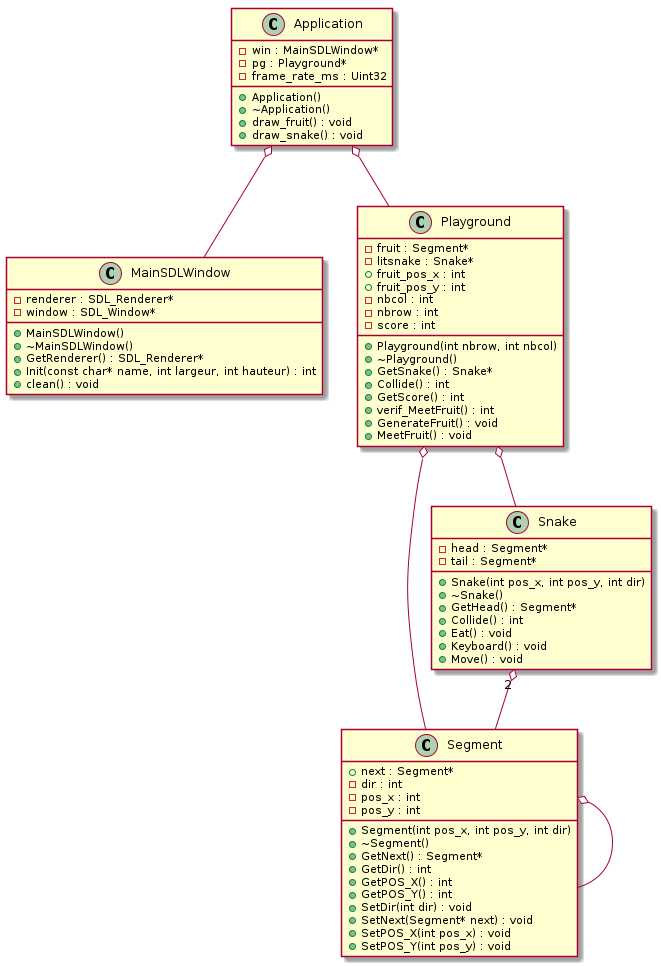 C Application
win : MainSDLWindow*
pg : Playground*
frame_rate_ms : Uint32
Application()
~Application()
draw_fruit() : void
draw_snake() : void
C MainSDLWindow
renderer : SDL_Renderer*
window : SDL_Window*
MainSDLWindow()
~MainSDLWindow()
GetRenderer() : SDL_Renderer*
Init(const char* name, int largeur, int hauteur) : int
clean() : void
C Playground
fruit : Segment*
litsnake : Snake*
fruit_pos_x : int
fruit_pos_y : int
nbcol : int
nbrow : int
score : int
Playground(int nbrow, int nbcol)
~Playground()
GetSnake() : Snake*
Collide() : int
GetScore() : int
verif_MeetFruit() : int
GenerateFruit() : void
MeetFruit() : void
C Snake
head : Segment*
tail : Segment*
Snake(int pos_x, int pos_y, int dir)
~Snake()
GetHead() : Segment*
Collide() : int
Eat() : void
Keyboard() : void
Move() : void
2
C Segment
next : Segment*
dir : int
pos_x : int
pos_y : int
Segment(int pos_x, int pos_y, int dir)
~Segment()
GetNext() : Segment*
GetDir() : int
GetPOS_X() : int
GetPOS_Y() : int
SetDir(int dir) : void
SetNext(Segment* next) : void
SetPOS_X(int pos_x) : void
SetPOS_Y(int pos_y) : void